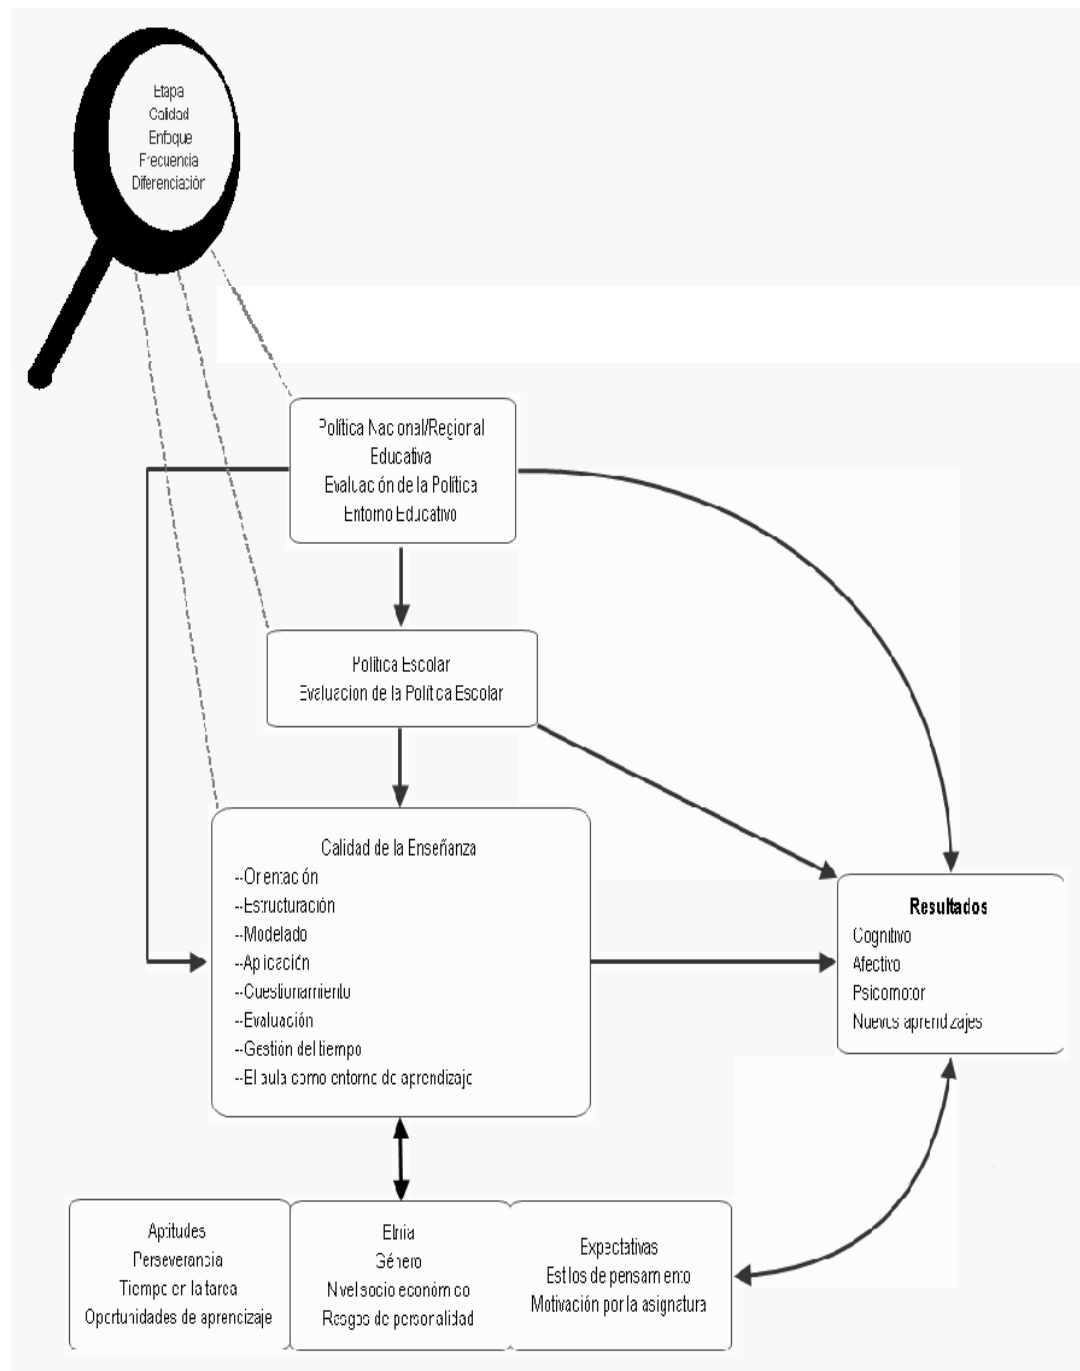 Etapa
Calidad
Enfoque
Frecuencia
Diferenciación
Política Nacional/Regional
Educativa
Evaluación de la Política
Entorno Educativo
Política Escolar
Evaluacion de la Política Escolar
Calidad de la Enseñanza
--Orientación
--Estructuración
--Modelado
--Aplicación
--Cuestionamiento
--Evaluación
--Gestión del tiempo
--El aula como entorno de aprendizaje
Resultados
Cognitivo
Afectivo
Psicomotor
Nuevos aprendizajes
Aptitudes
Perseverancia
Tiempo en la tarea
Oportunidades de aprendizaje
Etnia
Género
Nivel socio económico
Rasgos de personalidad
Expectativas
Estilos de pensamiento
Motivación por la asignatura